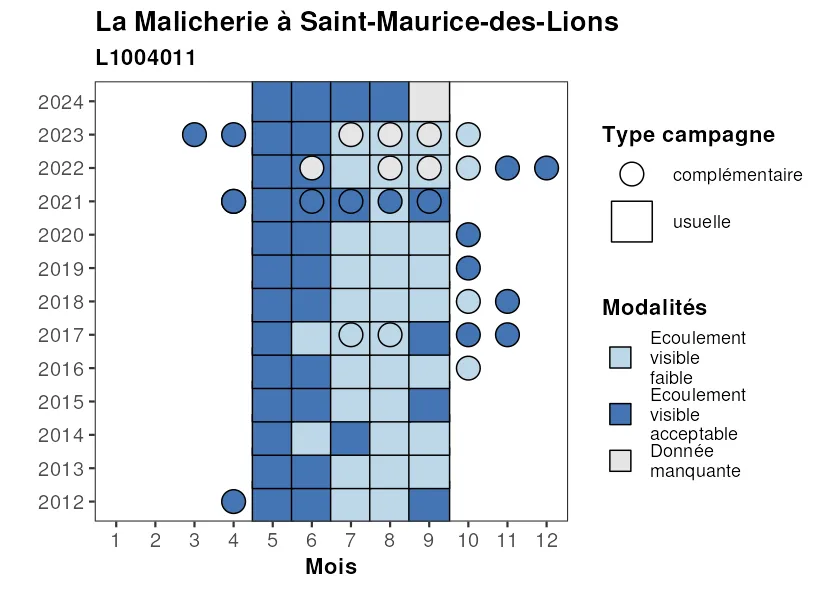 La Malicherie à Saint-Maurice-des-Lions
L1004011
2024
2023
2022
2021
2020
2019
2018
2017
2016
2015
2014
2013
2012
1 2 3 4 5 6 7 8 9 10 11 12
Mois
Type campagne
complémentaire
usuelle
Modalités
Ecoulement
visible
faible
Ecoulement
visible
acceptable
Donnée
manquante